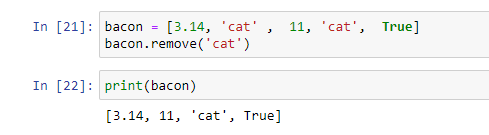 In [21]: bacon = [3.14, 'cat' ,  11, 'cat',  True]
bacon.remove('cat')
In [22]: print(bacon)
[3.14, 11, 'cat', True]